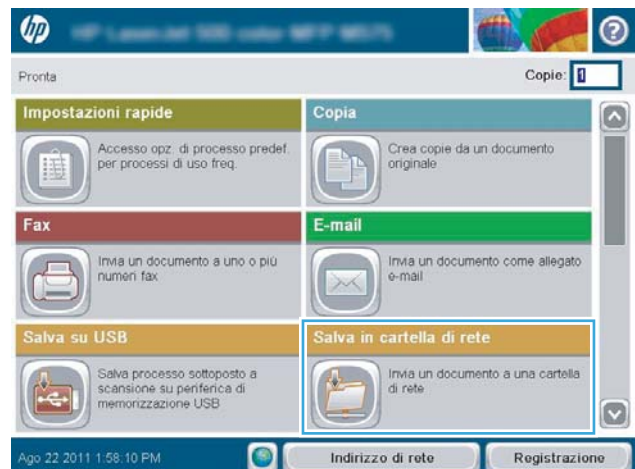 hp
Pronta
Copie: 1
Impostazioni rapide
Accesso opz. di processo predef.
per processi di uso freq.
Copia
Crea copie da un documento
originale
Fax
Invia un documento a uno o più
numeri fax
E-mail
Invia un documento come allegato
e-mail
Salva su USB
Salva processo sottoposto a
scansione su periferica di
memorizzazione USB
Salva in cartella di rete
Invia un documento a una cartella
di rete
Ago 22 2011 1:58:10 PM
Indirizzo di rete
Registrazione